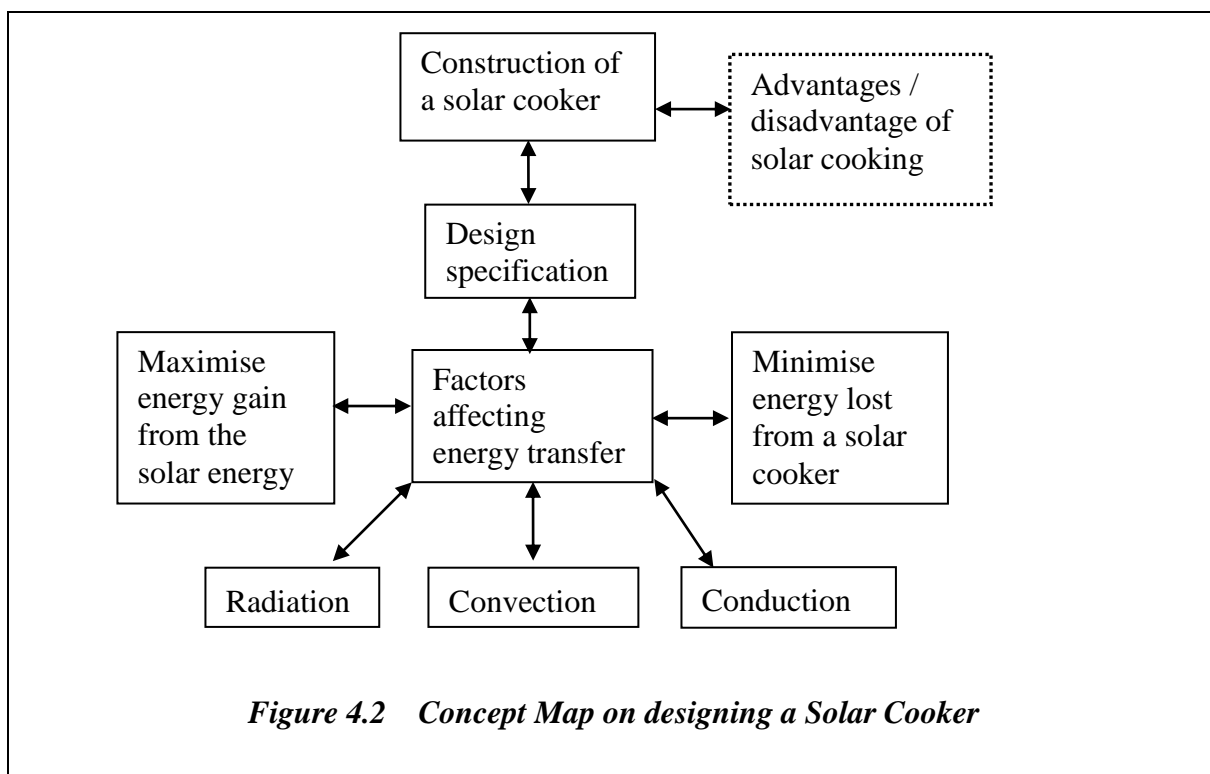 Construction of
a solar cooker
Advantages /
disadvantage of
solar cooking
Design
specification
Maximise
energy gain
from the
solar energy
Factors
affecting
energy transfer
Minimise
energy lost
from a solar
cooker
Radiation
Convection
Conduction
Figure 4.2 Concept Map on designing a Solar Cooker